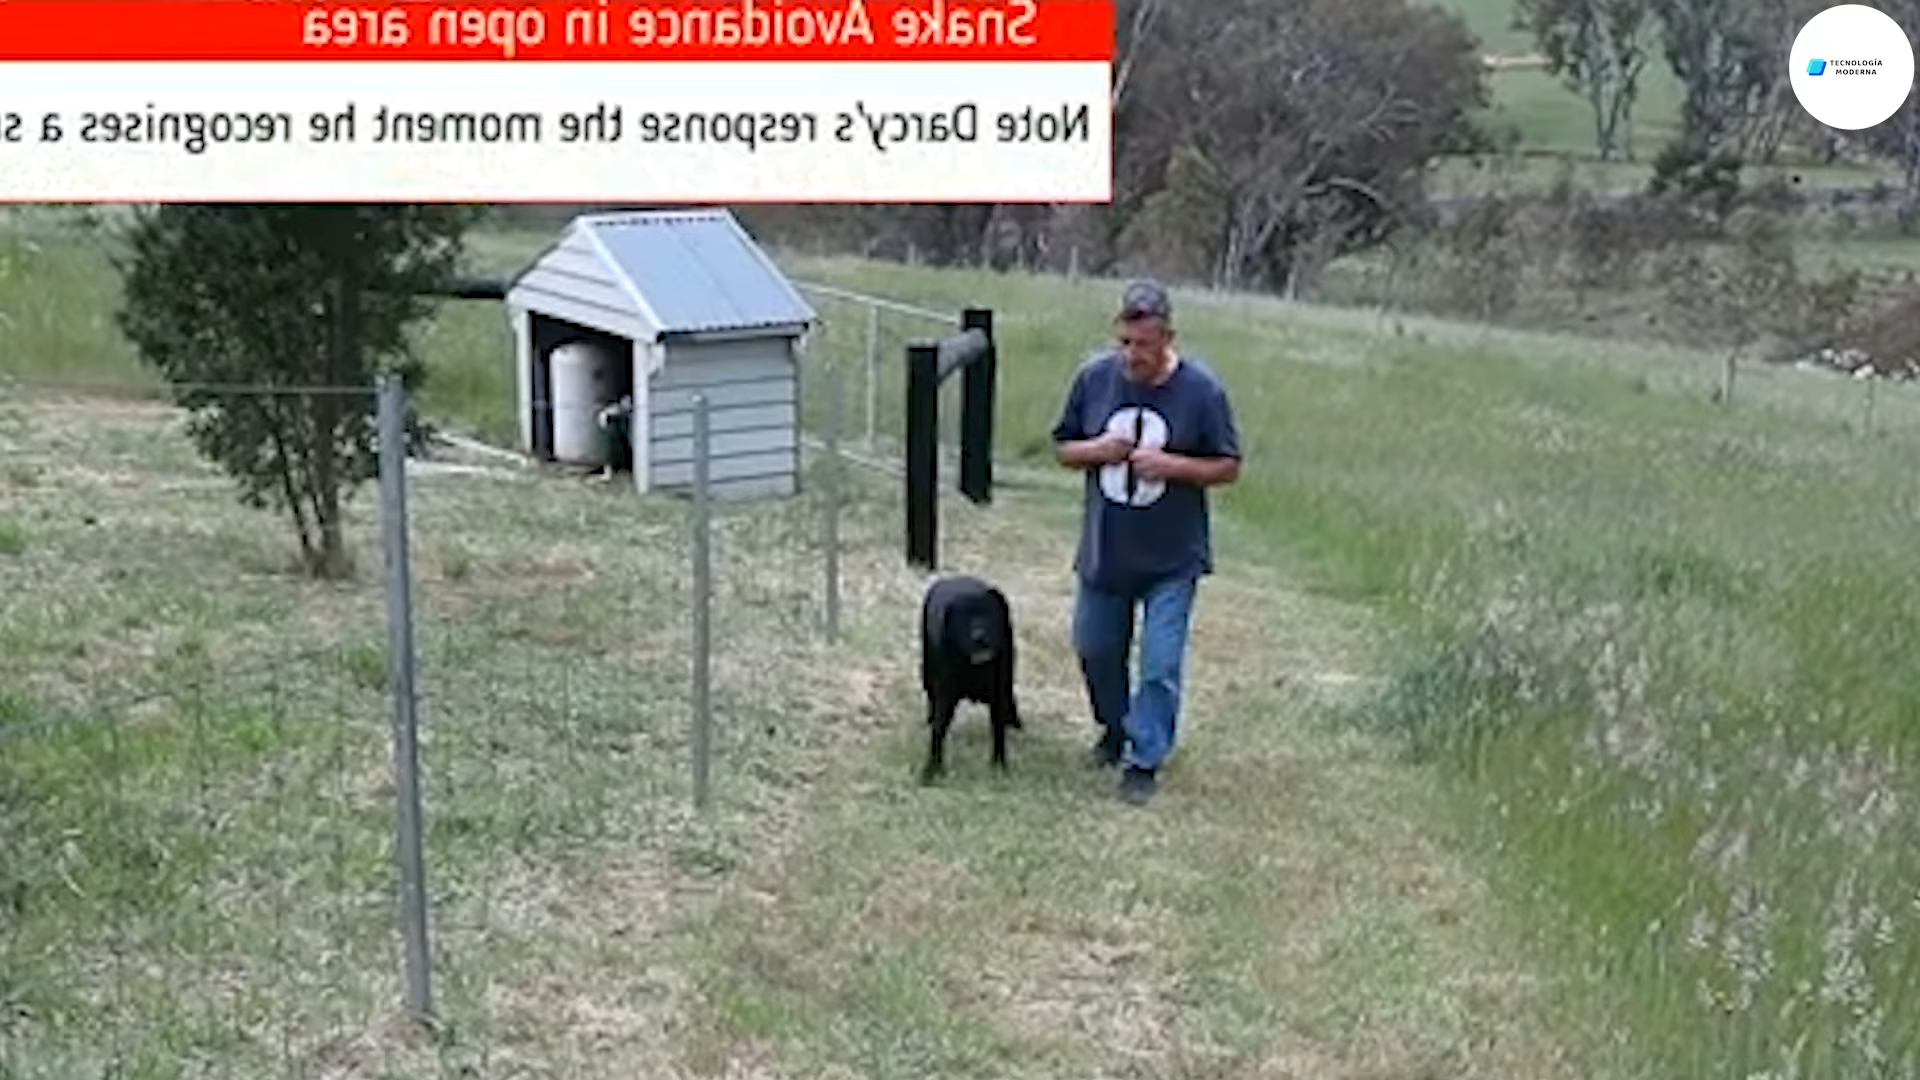 Snake Avoidance in open area
Note Darcy's response the moment he recognises a
TECNOLOGÍA
MODERNA